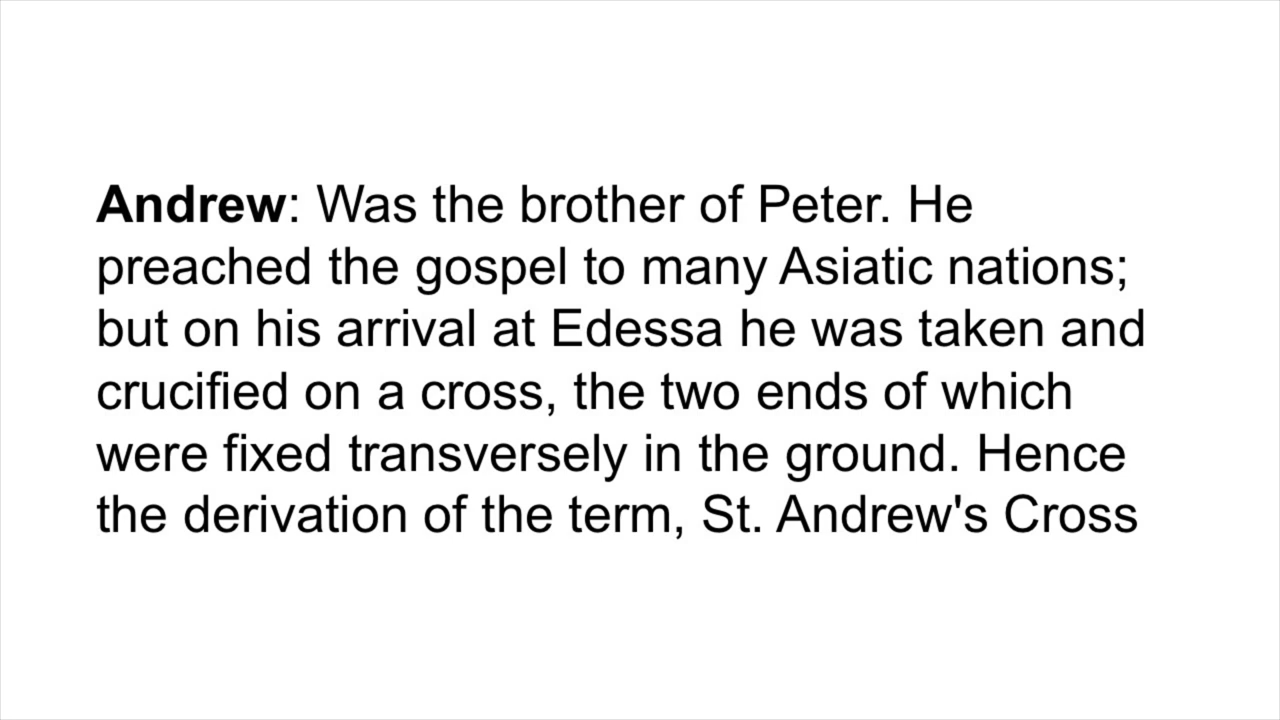 Andrew: Was the brother of Peter. He
preached the gospel to many Asiatic nations;
but on his arrival at Edessa he was taken and
crucified on a cross, the two ends of which
were fixed transversely in the ground. Hence
the derivation of the term, St. Andrew's Cross